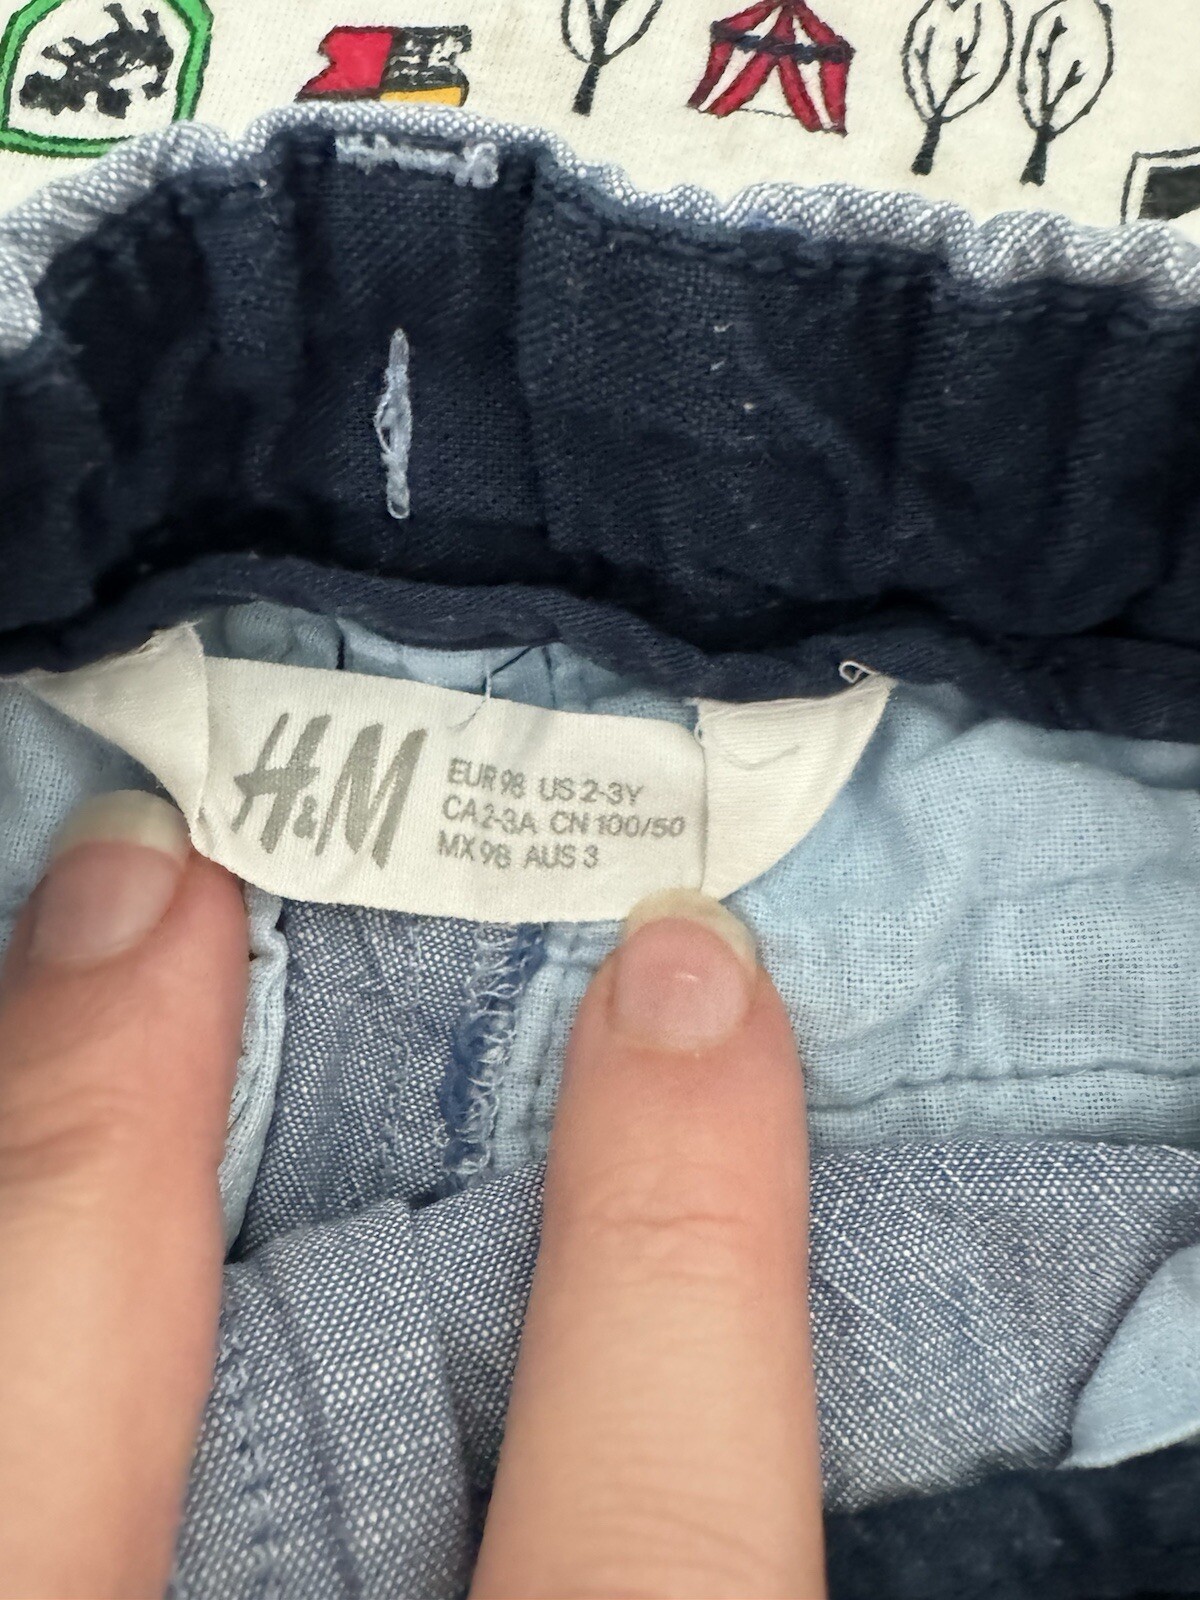 H&M
EUR 98 US 2-3Y
CA 2-3A CN 100/50
MX 98 AUS 3